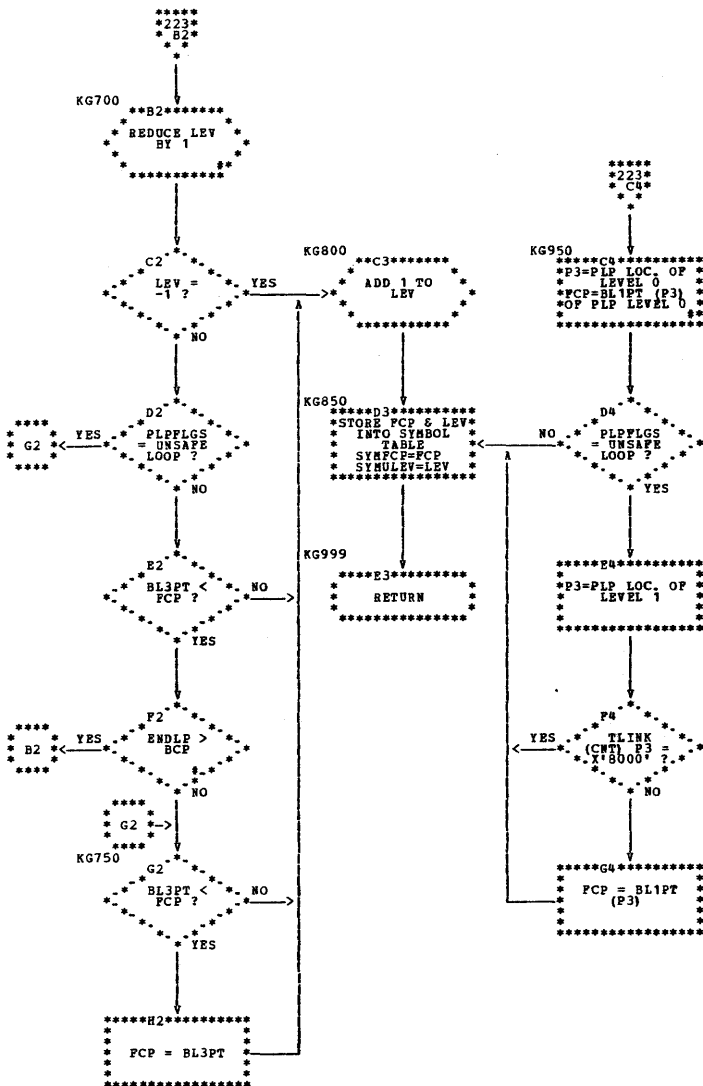 223
B2
KG700
B2
REDUCE LEV
BY 1
223
C4
C2
LEV =
-1 ?
YES
NO
KG800
C3
ADD 1 TO
LEV
KG950
C4
P3=PLP LOC. OF
LEVEL 0
FCP=BL1PT (P3)
OF PLP LEVEL 0
G2
YES
D2
PLPFLGS
= UNSAFE
LOOP ?
NO
KG850
D3
STORE FCP & LEV
INTO SYMBOL
TABLE
SYMFCP=FCP
SYMULEV=LEV
NO
D4
PLPFLGS
= UNSAFE
LOOP ?
YES
E2
BL3PT <
FCP ?
NO
YES
KG999
E3
RETURN
E4
P3=PLP LOC. OF
LEVEL 1
B2
YES
F2
ENDLP >
BCP
NO
YES
F4
TLINK
(CNT) P3 =
X'8000' ?
NO
G2
KG750
G2
BL3PT <
FCP ?
NO
YES
G4
FCP = BL1PT
(P3)
H2
FCP = BL3PT